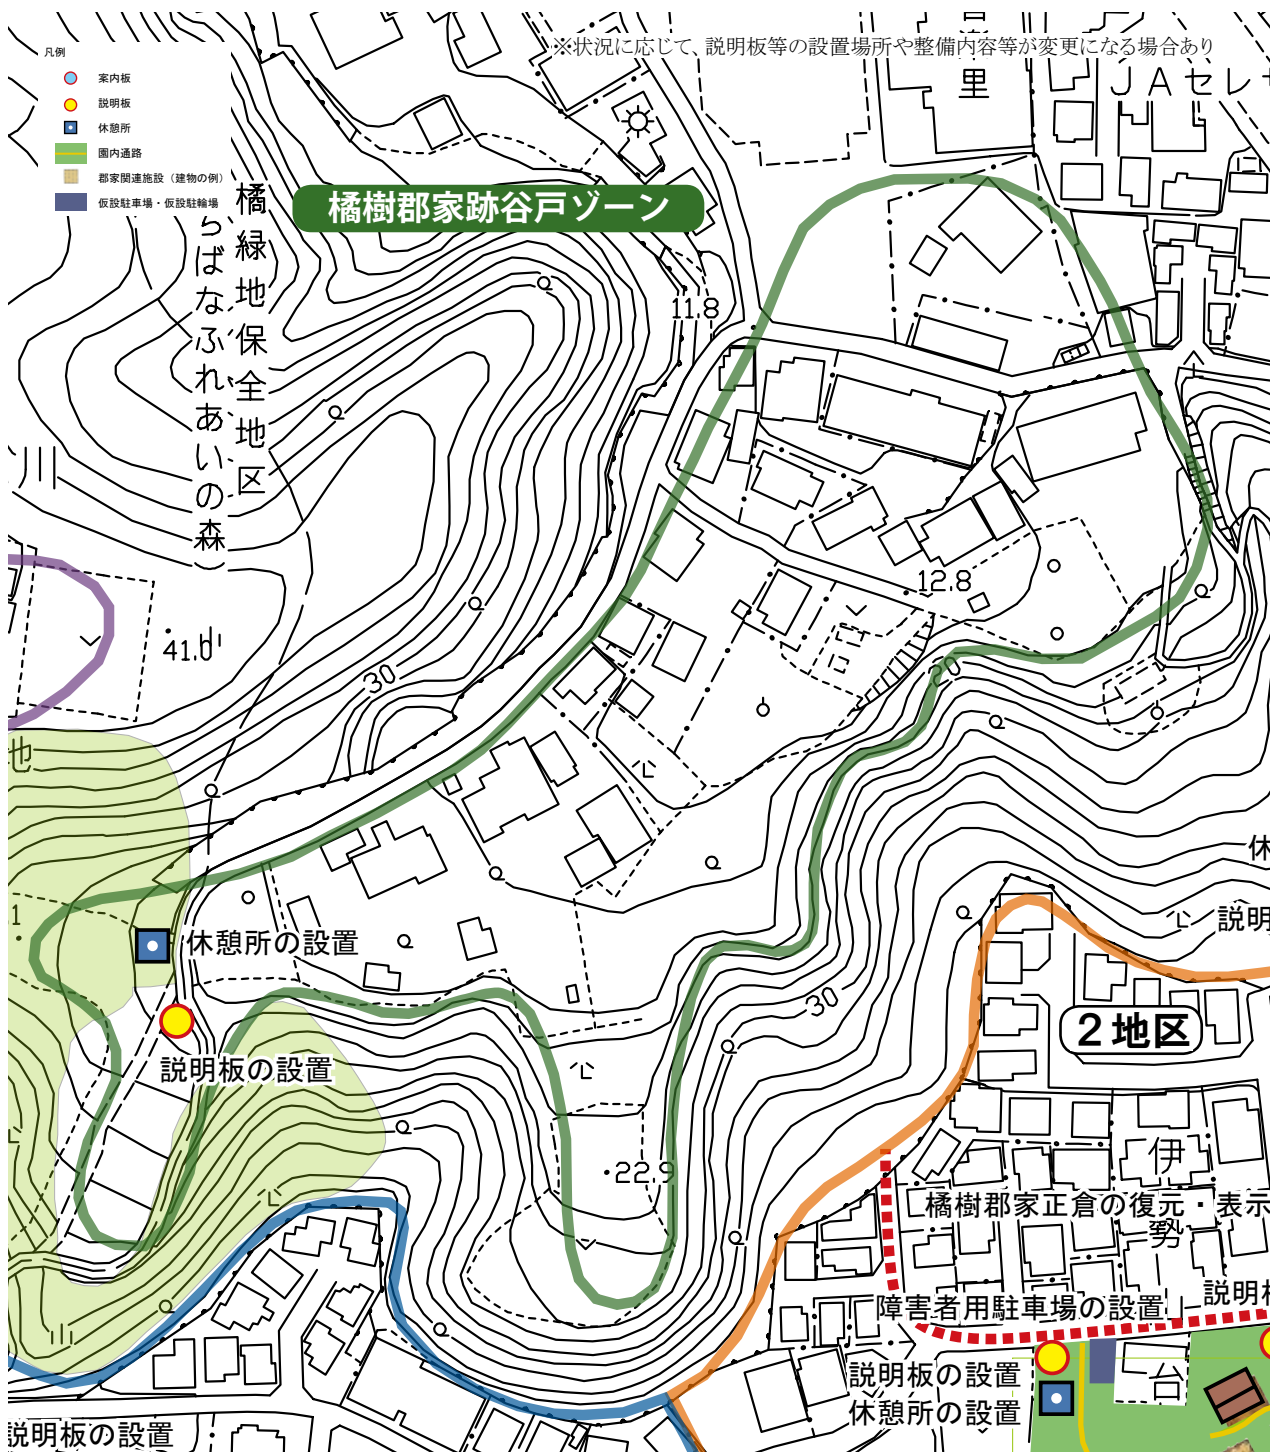 ※状況に応じて、説明板等の設置場所や整備内容等が変更になる場合あり
凡例
案内板
説明板
休憩所
園内通路
郡家関連施設（建物の例）
仮設駐車場・仮設駐輪場
里
ＪＡセレサ
橘樹郡家跡谷戸ゾーン
橘緑地保全地区
ちばなふれあいの森）
11.8
川
12.8
41.0
30
20
地
休
説明
1
休憩所の設置
30
２地区
説明板の設置
22.9
伊勢台
橘樹郡家正倉の復元・表示
説明板
障害者用駐車場の設置
説明板の設置
休憩所の設置
説明板の設置